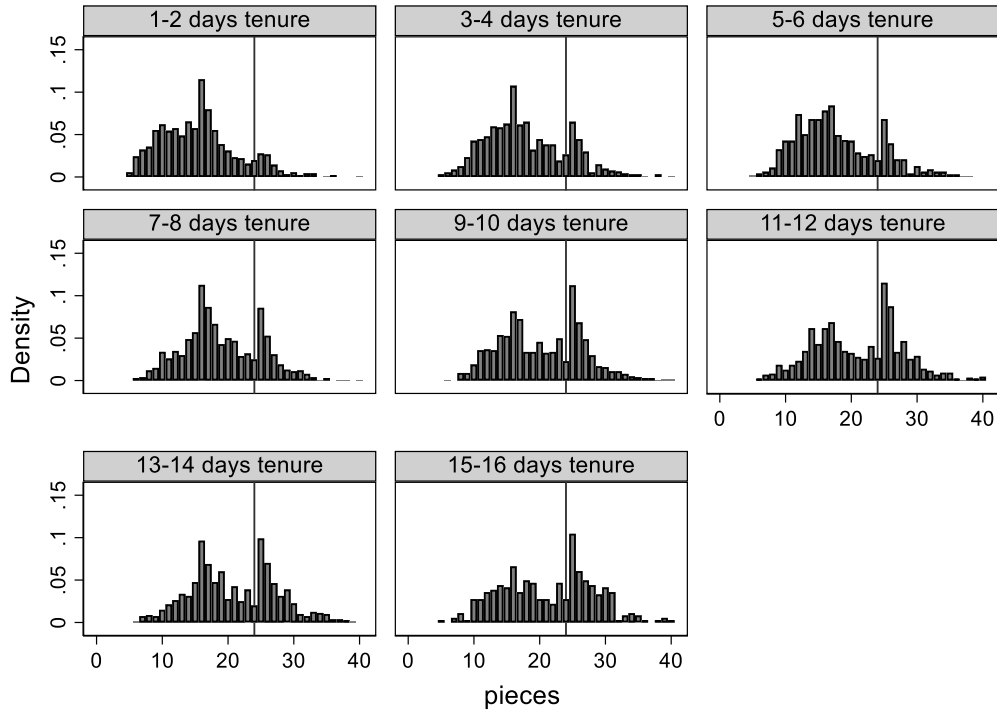 1-2 days tenure
3-4 days tenure
5-6 days tenure
.15
.1
.05
0
7-8 days tenure
9-10 days tenure
11-12 days tenure
.15
.1
.05
0
0 10 20 30 40
13-14 days tenure
15-16 days tenure
.15
.1
.05
0
0 10 20 30 40
0 10 20 30 40
Density
pieces